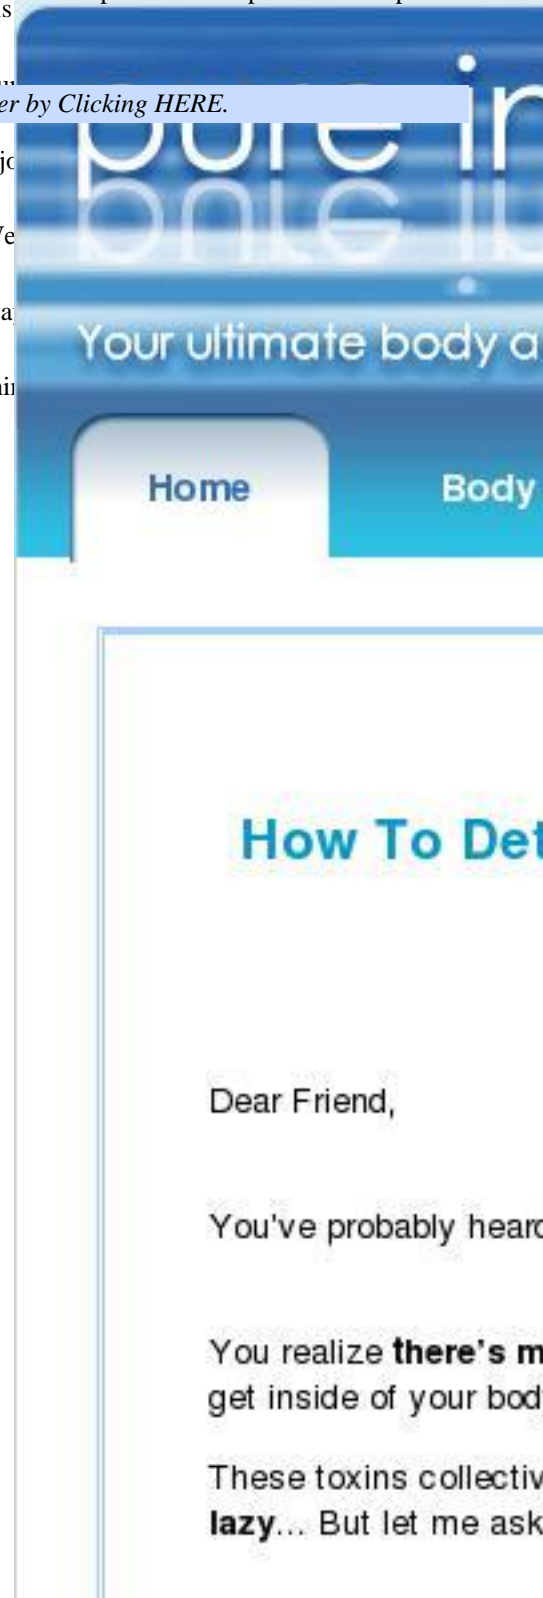 er by Clicking HERE.
pure in
Your ultimate body a
Home
Body
How To Det
Dear Friend,
You've probably heard
You realize there's m
get inside of your body
These toxins collectiv
lazy... But let me ask